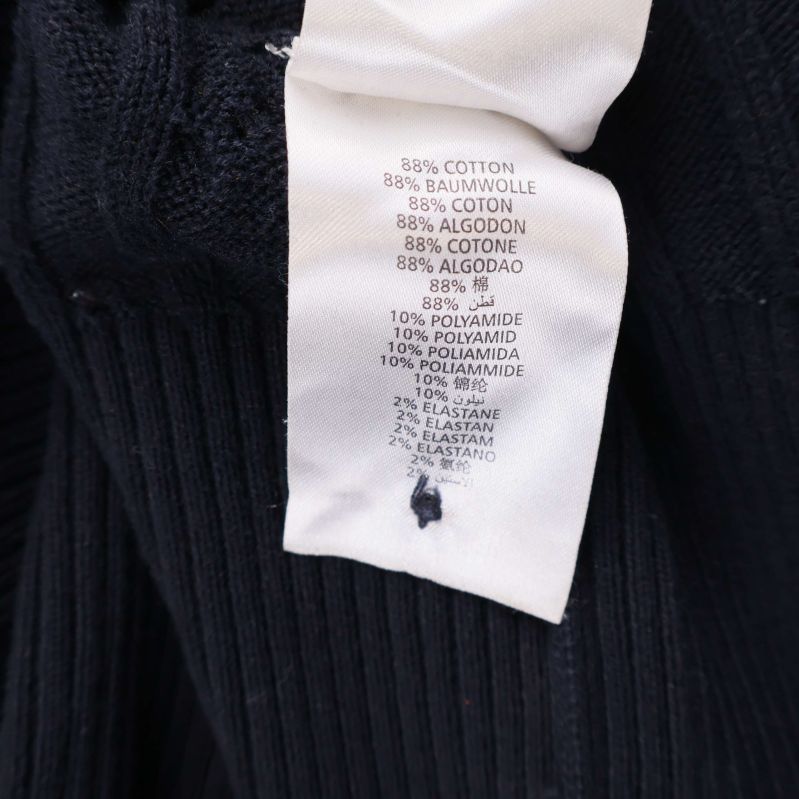 88% COTTON
88% BAUMWOLLE
88% COTON
88% ALGODON
88% COTONE
88% ALGODAO
88% 棉
88% قطن
10% POLYAMIDE
10% POLYAMID
10% POLIAMIDA
10% POLIAMMIDE
10% 锦纶
10% نيلون
2% ELASTANE
2% ELASTAN
2% ELASTAM
2% ELASTANO
2% 氨纶
2% الاستين